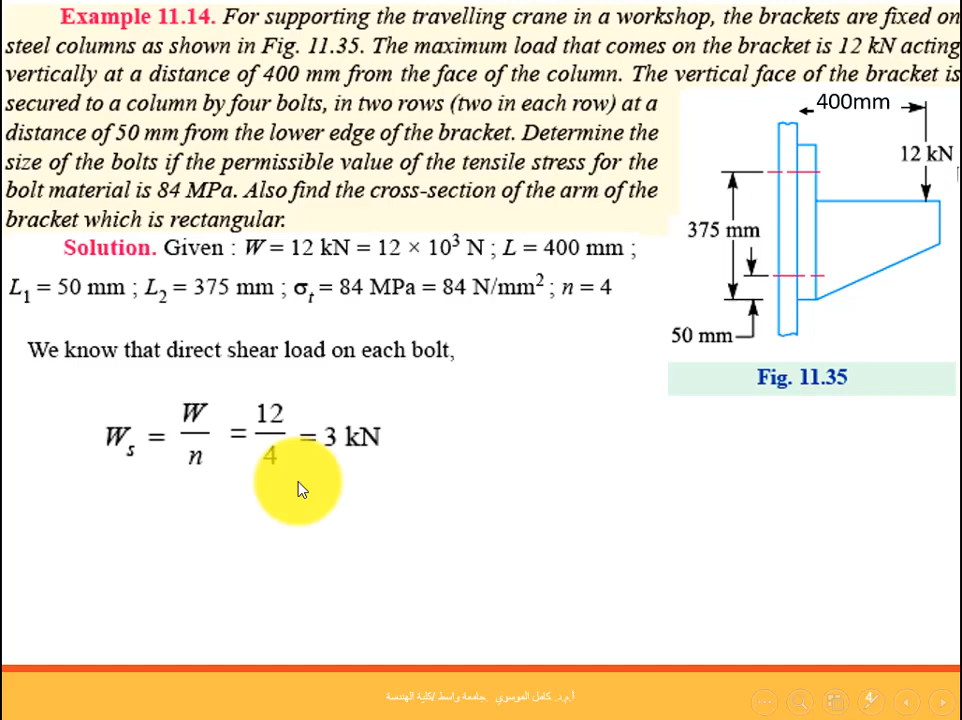 Example 11.14. For supporting the travelling crane in a workshop, the brackets are fixed on
steel columns as shown in Fig. 11.35. The maximum load that comes on the bracket is 12 kN acting
vertically at a distance of 400 mm from the face of the column. The vertical face of the bracket is
secured to a column by four bolts, in two rows (two in each row) at a
distance of 50 mm from the lower edge of the bracket. Determine the
size of the bolts if the permissible value of the tensile stress for the
bolt material is 84 MPa. Also find the cross-section of the arm of the
bracket which is rectangular.
400mm
12 kN
375 mm
50 mm
Fig. 11.35
Solution. Given : W = 12 kN = 12 × 10³ N ; L = 400 mm ;
L₁ = 50 mm ; L₂ = 375 mm ; σₜ = 84 MPa = 84 N/mm² ; n = 4
We know that direct shear load on each bolt,
Wₛ = W/n = 12/4 = 3 kN
أ.م.د. كامل الموسوي .جامعة واسط /كلية الهندسة
4